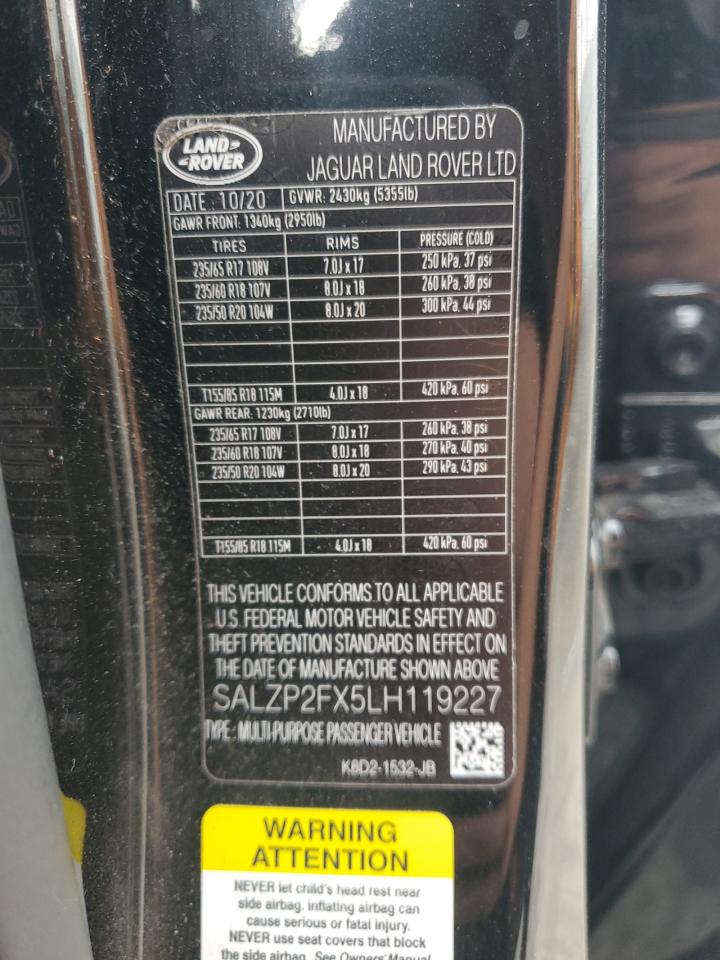 LAND-
-ROVER
MANUFACTURED BY
JAGUAR LAND ROVER LTD
DATE : 10/20 GVWR: 2430kg (5355lb)
GAWR FRONT: 1340kg (2950lb)
TIRES RIMS PRESSURE (COLD)
235/65 R17 108V 7.0J x 17 250 kPa, 37 psi
235/60 R18 107V 8.0J x 18 260 kPa, 38 psi
235/50 R20 104W 8.0J x 20 300 kPa, 44 psi
T155/85 R18 115M 4.0J x 18 420 kPa, 60 psi
GAWR REAR: 1230kg (2710lb)
235/65 R17 108V 7.0J x 17 260 kPa, 38 psi
235/60 R18 107V 8.0J x 18 270 kPa, 40 psi
235/50 R20 104W 8.0J x 20 290 kPa, 43 psi
T155/85 R18 115M 4.0J x 18 420 kPa, 60 psi
THIS VEHICLE CONFORMS TO ALL APPLICABLE
U.S. FEDERAL MOTOR VEHICLE SAFETY AND
THEFT PREVENTION STANDARDS IN EFFECT ON
THE DATE OF MANUFACTURE SHOWN ABOVE
SALZP2FX5LH119227
TYPE : MULTI-PURPOSE PASSENGER VEHICLE
K8D2-1532-JB
WARNING
ATTENTION
NEVER let child's head rest near
side airbag. Inflating airbag can
cause serious or fatal injury.
NEVER use seat covers that block
the side airbag. See Owners' Manual